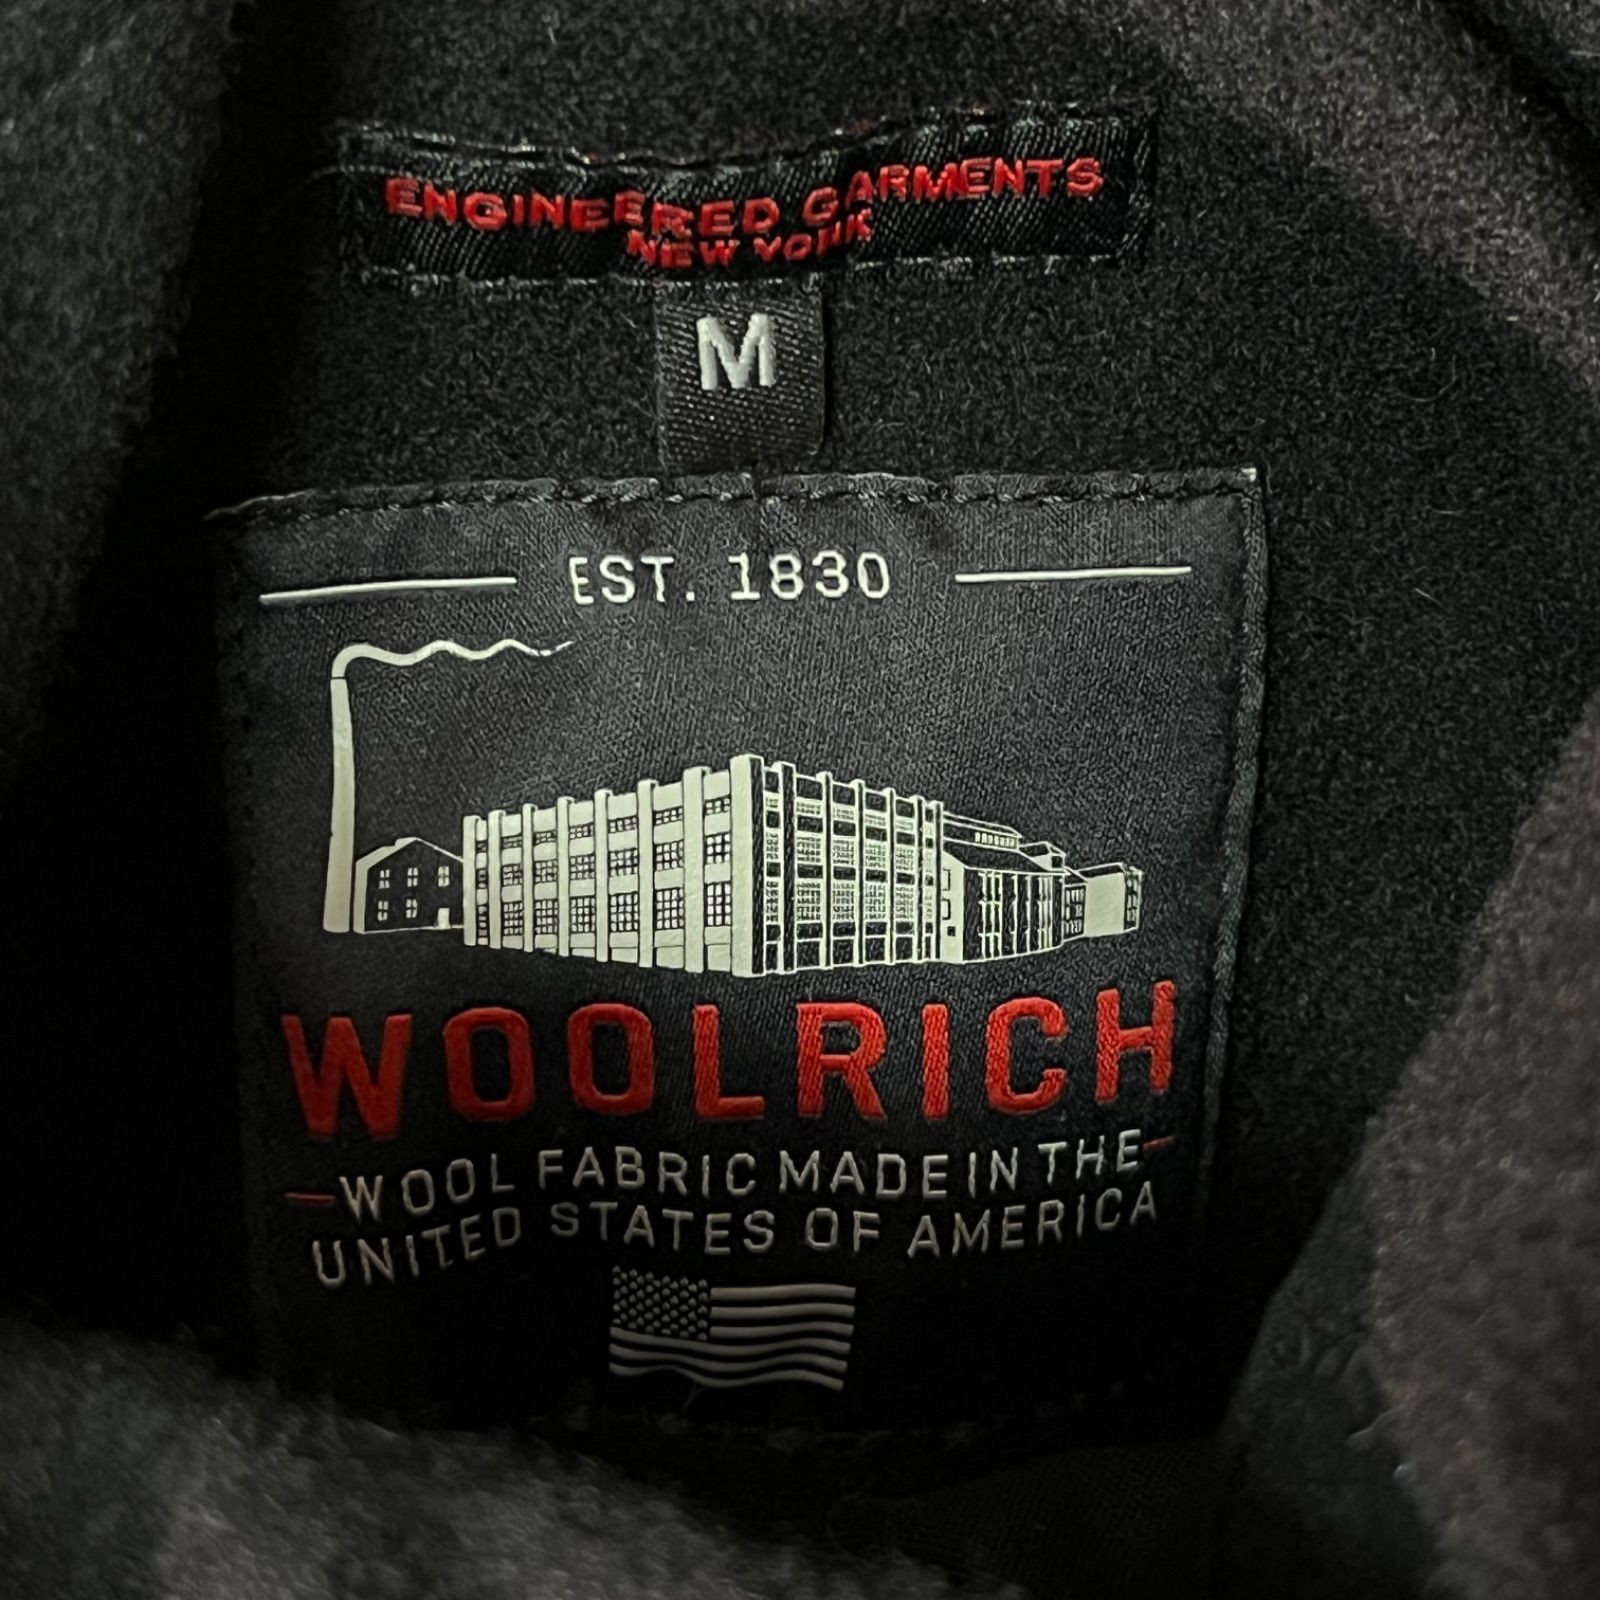 ENGINEERED GARMENTS
NEW YORK
M
EST. 1830
WOOLRICH
WOOL FABRIC MADE IN THE
UNITED STATES OF AMERICA